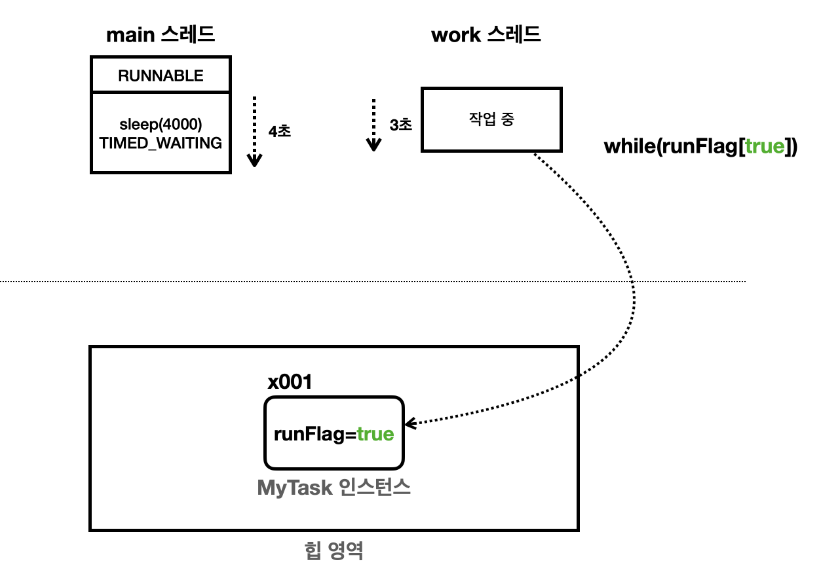 main 스레드
work 스레드
RUNNABLE
sleep(4000)
TIMED_WAITING
4초
3초
작업 중
while(runFlag[true])
x001
runFlag=true
MyTask 인스턴스
힙 영역